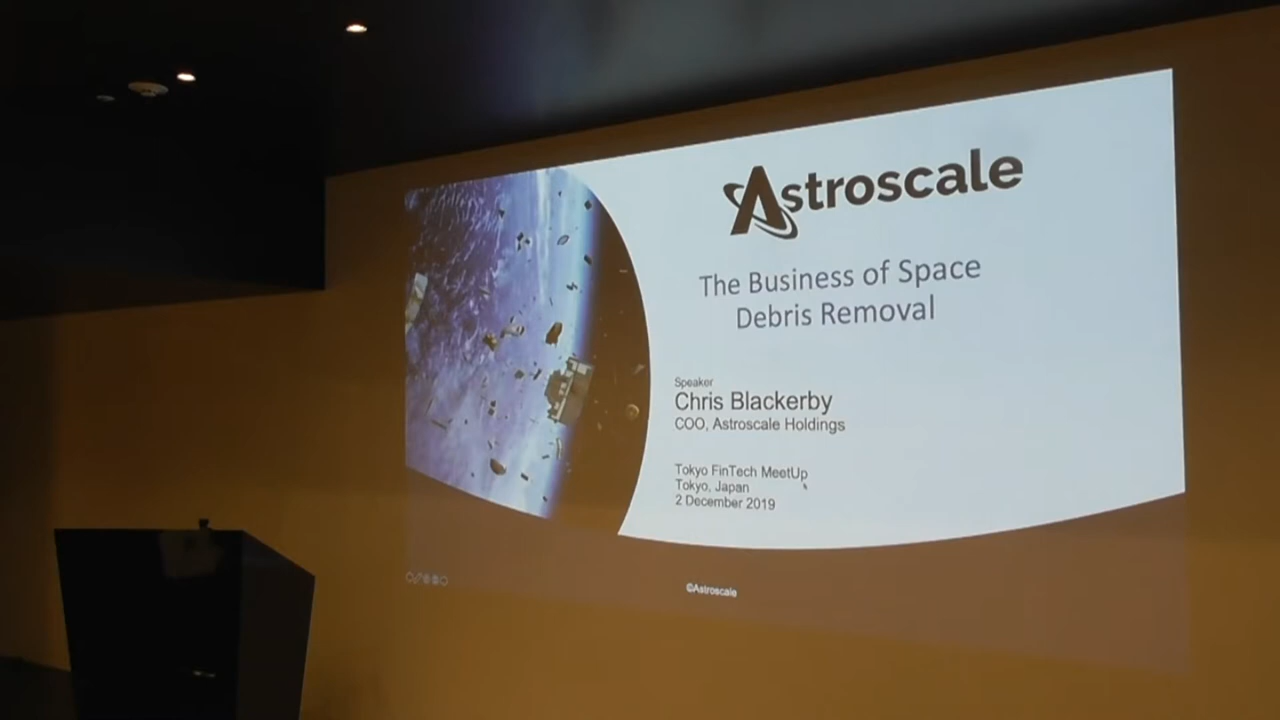 Astroscale
The Business of Space
Debris Removal
Speaker
Chris Blackerby
COO, Astroscale Holdings
Tokyo FinTech MeetUp
Tokyo, Japan
2 December 2019
©Astroscale